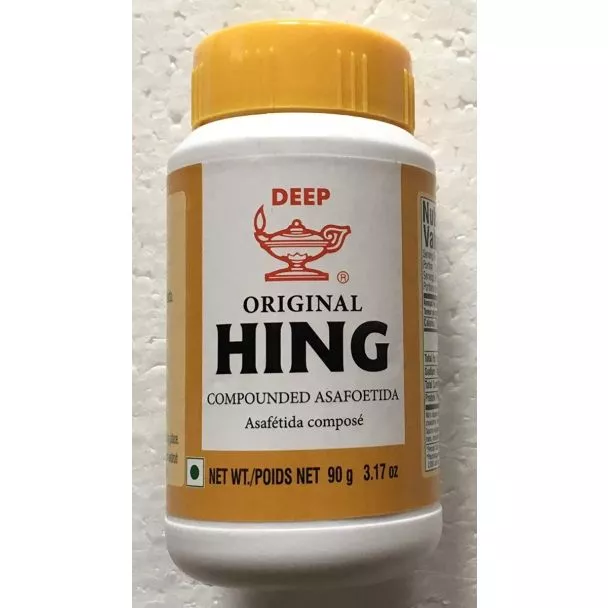 DEEP
®
ORIGINAL
HING
COMPOUNDED ASAFOETIDA
Asafétida composé
NET WT./POIDS NET 90 g 3.17 oz